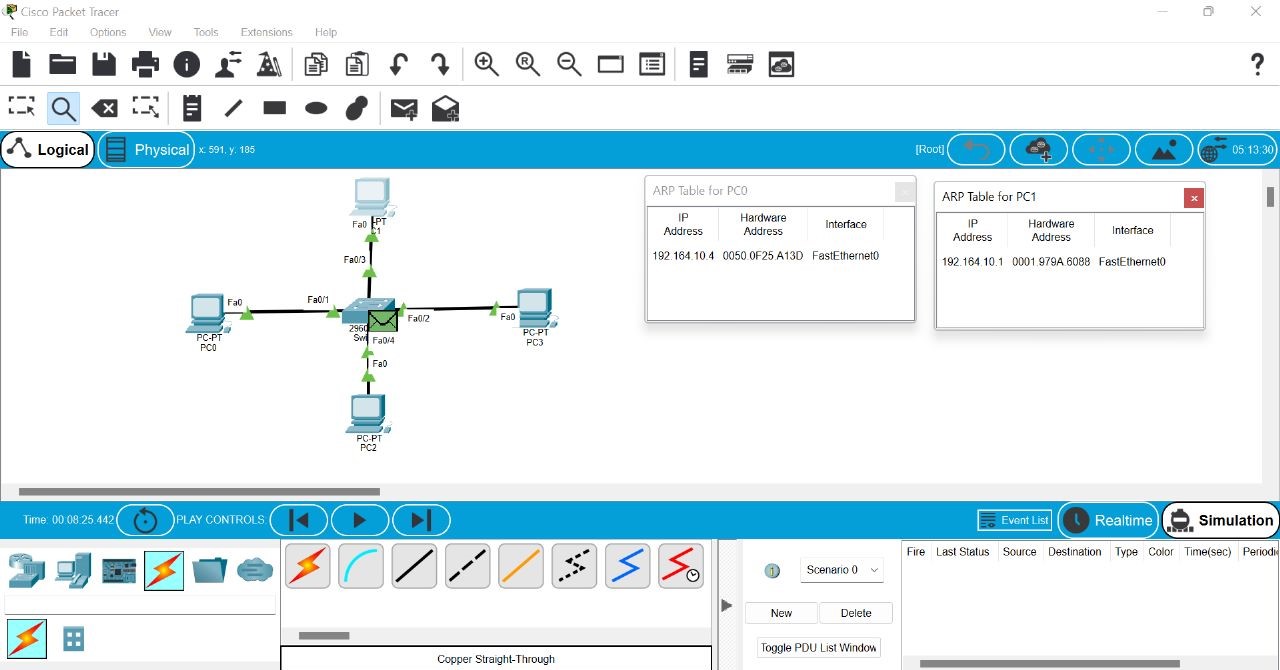 Cisco Packet Tracer
File Edit Options View Tools Extensions Help
R
?
Logical Physical x: 591, y: 185 [Root] 05:13:30
ARP Table for PC0 x
IP Address Hardware Address Interface
192.164.10.4 0050.0F25.A13D FastEthernet0
ARP Table for PC1 x
IP Address Hardware Address Interface
192.164.10.1 0001.979A.6088 FastEthernet0
Fa0
-PT
C1
Fa0/3
Fa0
Fa0/1
Fa0/2
Fa0
PC-PT
PC0
2960
Sw
Fa0/4
PC-PT
PC3
Fa0
PC-PT
PC2
Time: 00:08:25.442 PLAY CONTROLS: Event List Realtime Simulation
Fire Last Status Source Destination Type Color Time(sec) Periodi
Scenario 0
New Delete
Toggle PDU List Window
Copper Straight-Through